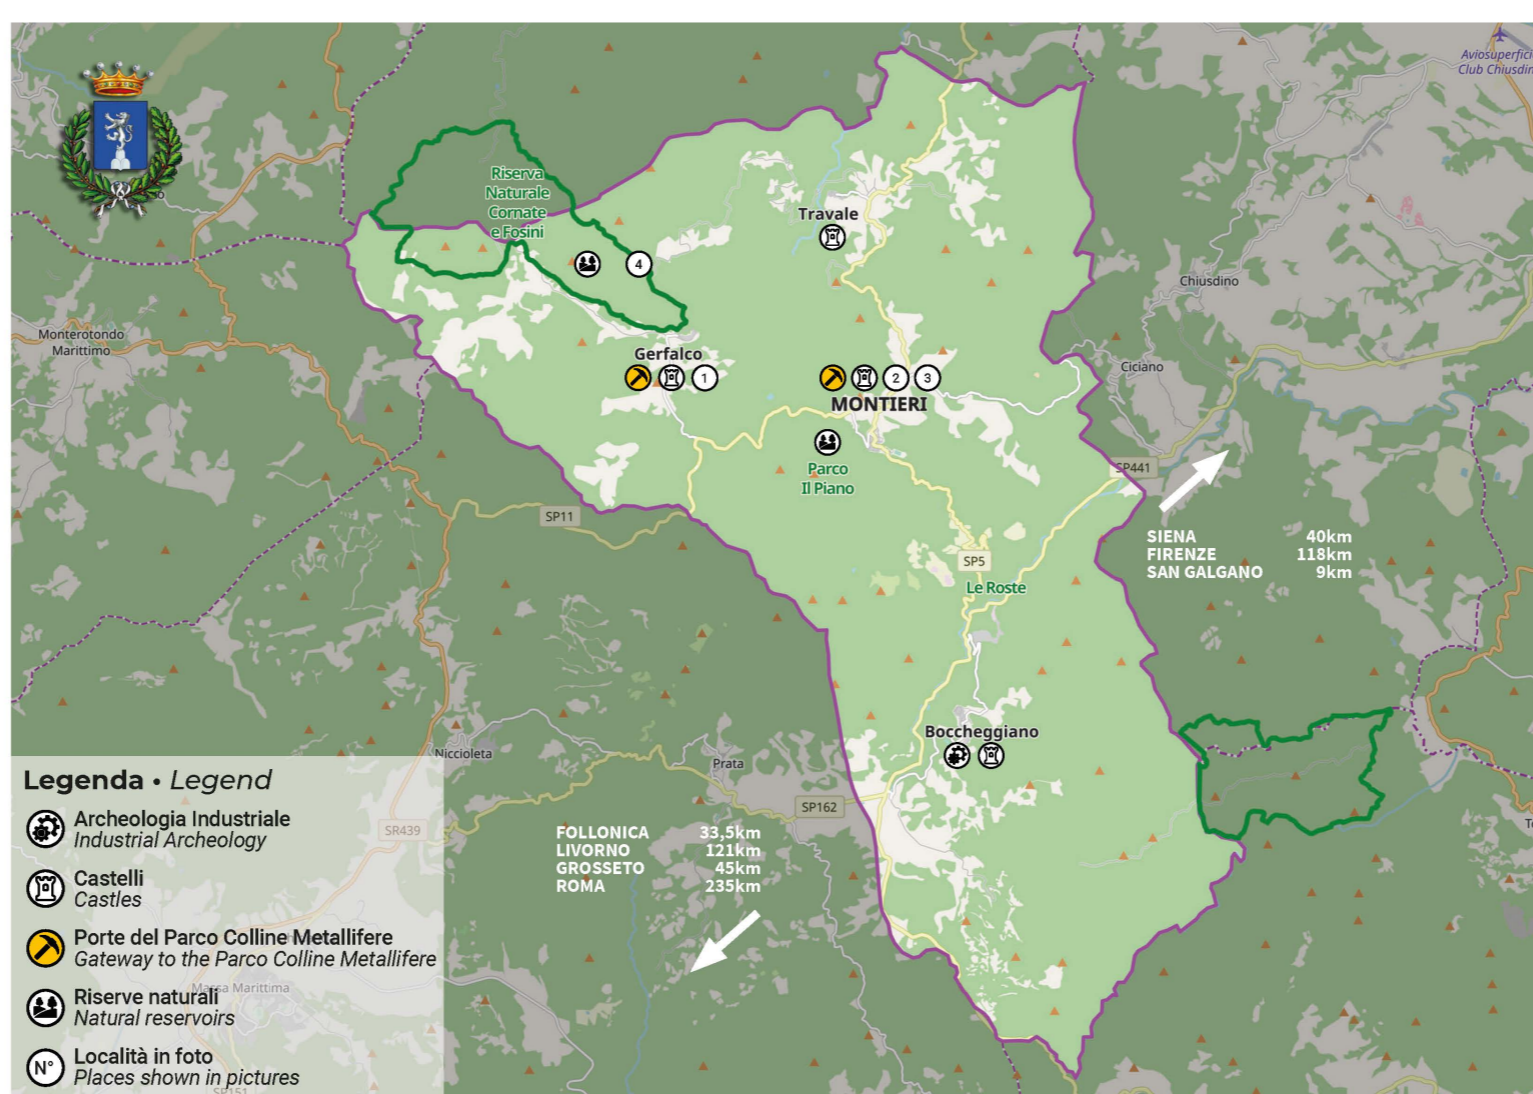 Aviosuperfici
Club Chiusdin
Riserva
Naturale
Cornate
e Fosini
4
Travale
Chiusdino
Monterotondo
Marittimo
Gerfalco
1
2
3
MONTIERI
Ciciano
Parco
Il Piano
SP441
SP11
SIENA 40km
FIRENZE 118km
SAN GALGANO 9km
SP5
Le Roste
Boccheggiano
Niccioleta
Prata
SP162
FOLLONICA 33,5km
LIVORNO 121km
GROSSETO 45km
ROMA 235km
Legenda • Legend
Archeologia Industriale
Industrial Archeology
SR439
Castelli
Castles
Porte del Parco Colline Metallifere
Gateway to the Parco Colline Metallifere
Massa Marittima
Riserve naturali
Natural reservoirs
N°
Località in foto
Places shown in pictures
SP151